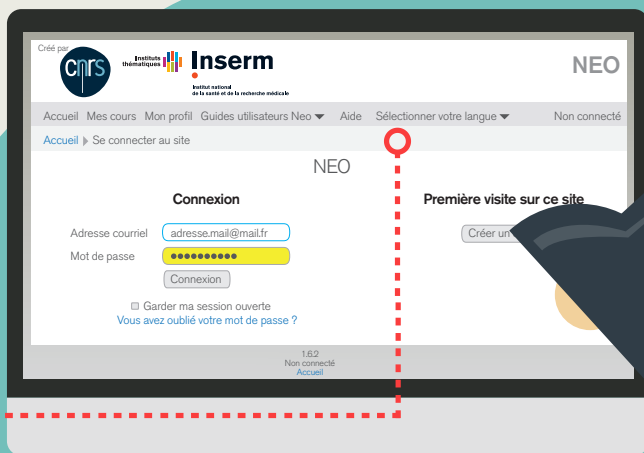 Créé par
cnrs
Instituts
thématiques
Inserm
Institut national
de la santé et de la recherche médicale
NEO
Accueil Mes cours Mon profil Guides utilisateurs Neo Aide Sélectionner votre langue Non connecté
Accueil Se connecter au site
NEO
Connexion
Première visite sur ce site
Adresse courriel adresse.mail@mail.fr
Créer un
Mot de passe ●●●●●●●●●●
Connexion
Garder ma session ouverte
Vous avez oublié votre mot de passe ?
1.6.2
Non connecté
Accueil